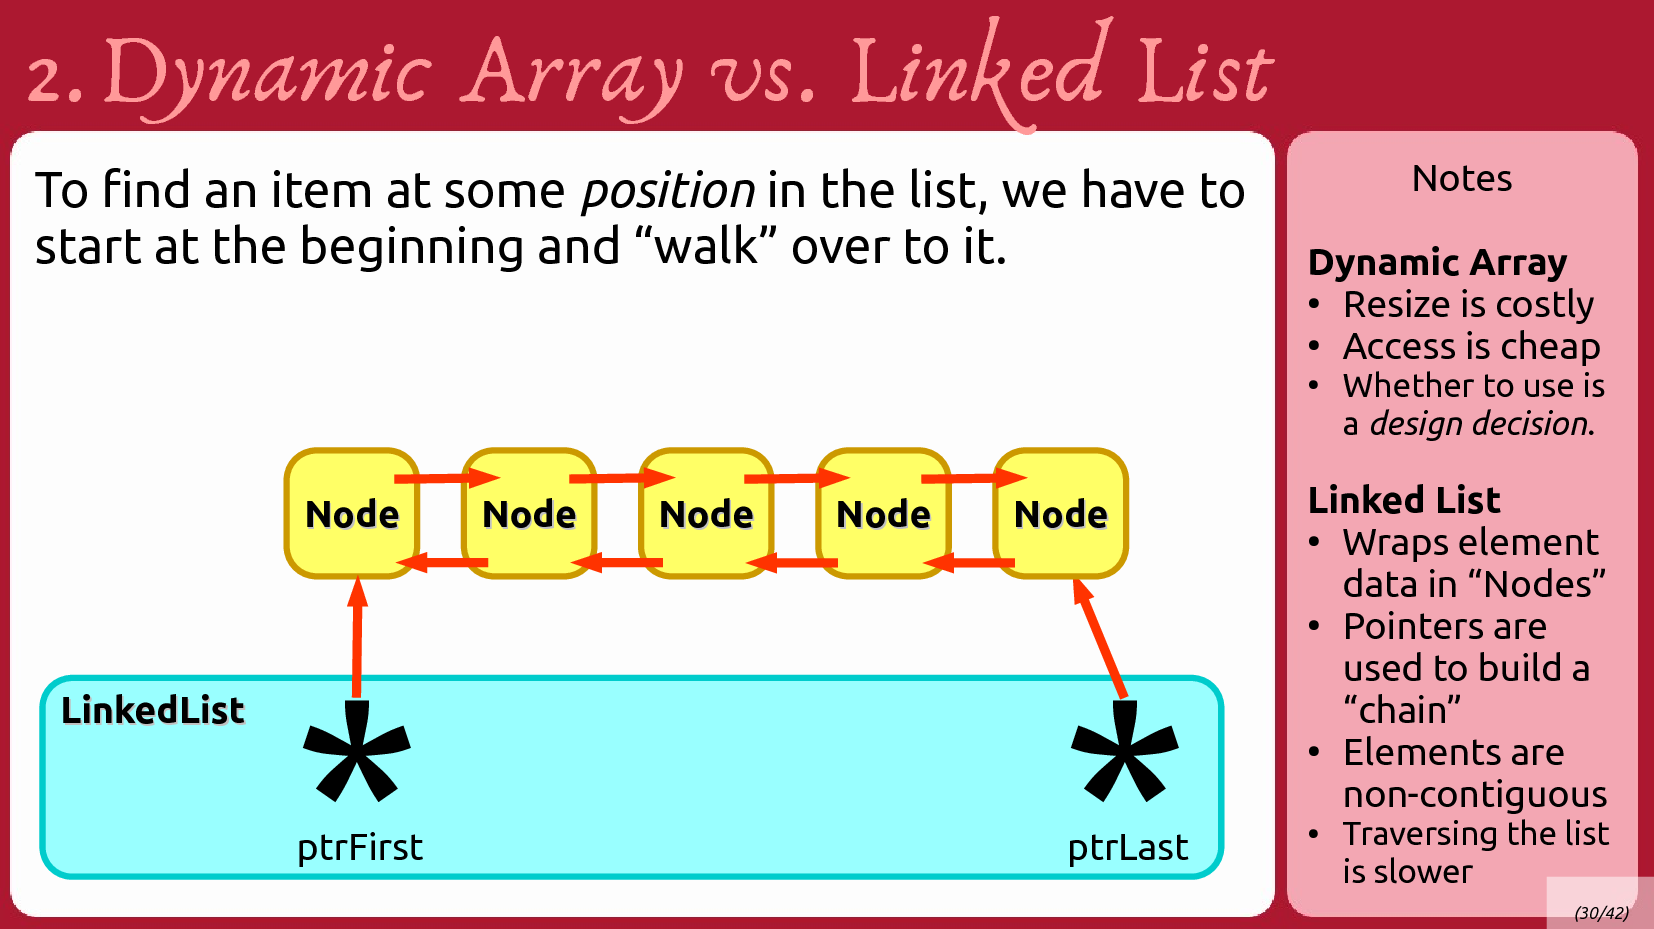 2. Dynamic Array vs. Linked List
To find an item at some position in the list, we have to
start at the beginning and “walk” over to it.
Node Node Node Node Node
LinkedList
* *
ptrFirst ptrLast
Notes
Dynamic Array
• Resize is costly
• Access is cheap
• Whether to use is
a design decision.
Linked List
• Wraps element
data in “Nodes”
• Pointers are
used to build a
“chain”
• Elements are
non-contiguous
• Traversing the list
is slower
(30/42)